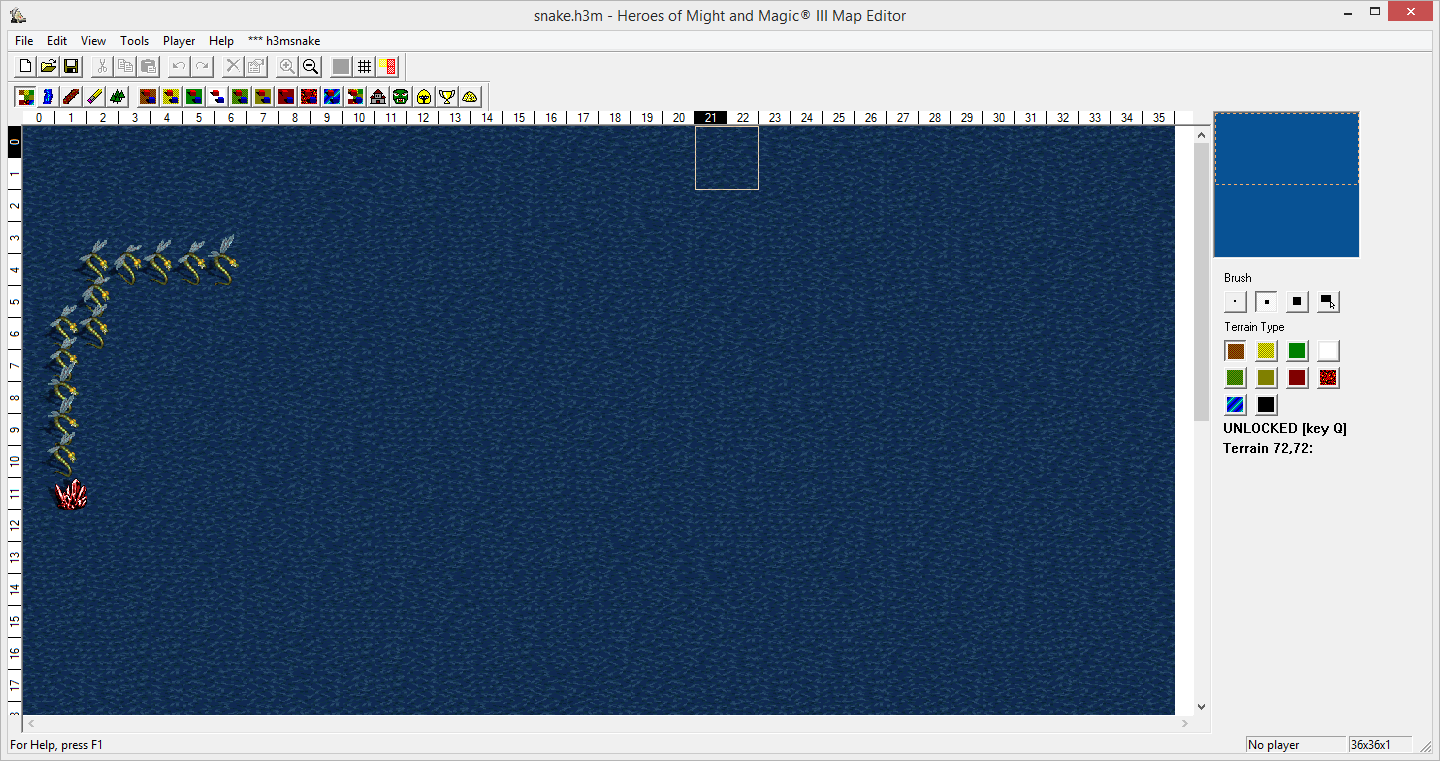 snake.h3m - Heroes of Might and Magic® III Map Editor
File Edit View Tools Player Help *** h3msnake
0 1 2 3 4 5 6 7 8 9 10 11 12 13 14 15 16 17 18 19 20 21 22 23 24 25 26 27 28 29 30 31 32 33 34 35
0
1
2
3
4
5
6
7
8
9
10
11
12
13
14
15
16
17
Brush
Terrain Type
UNLOCKED [key Q]
Terrain 72,72:
For Help, press F1
No player
36x36x1